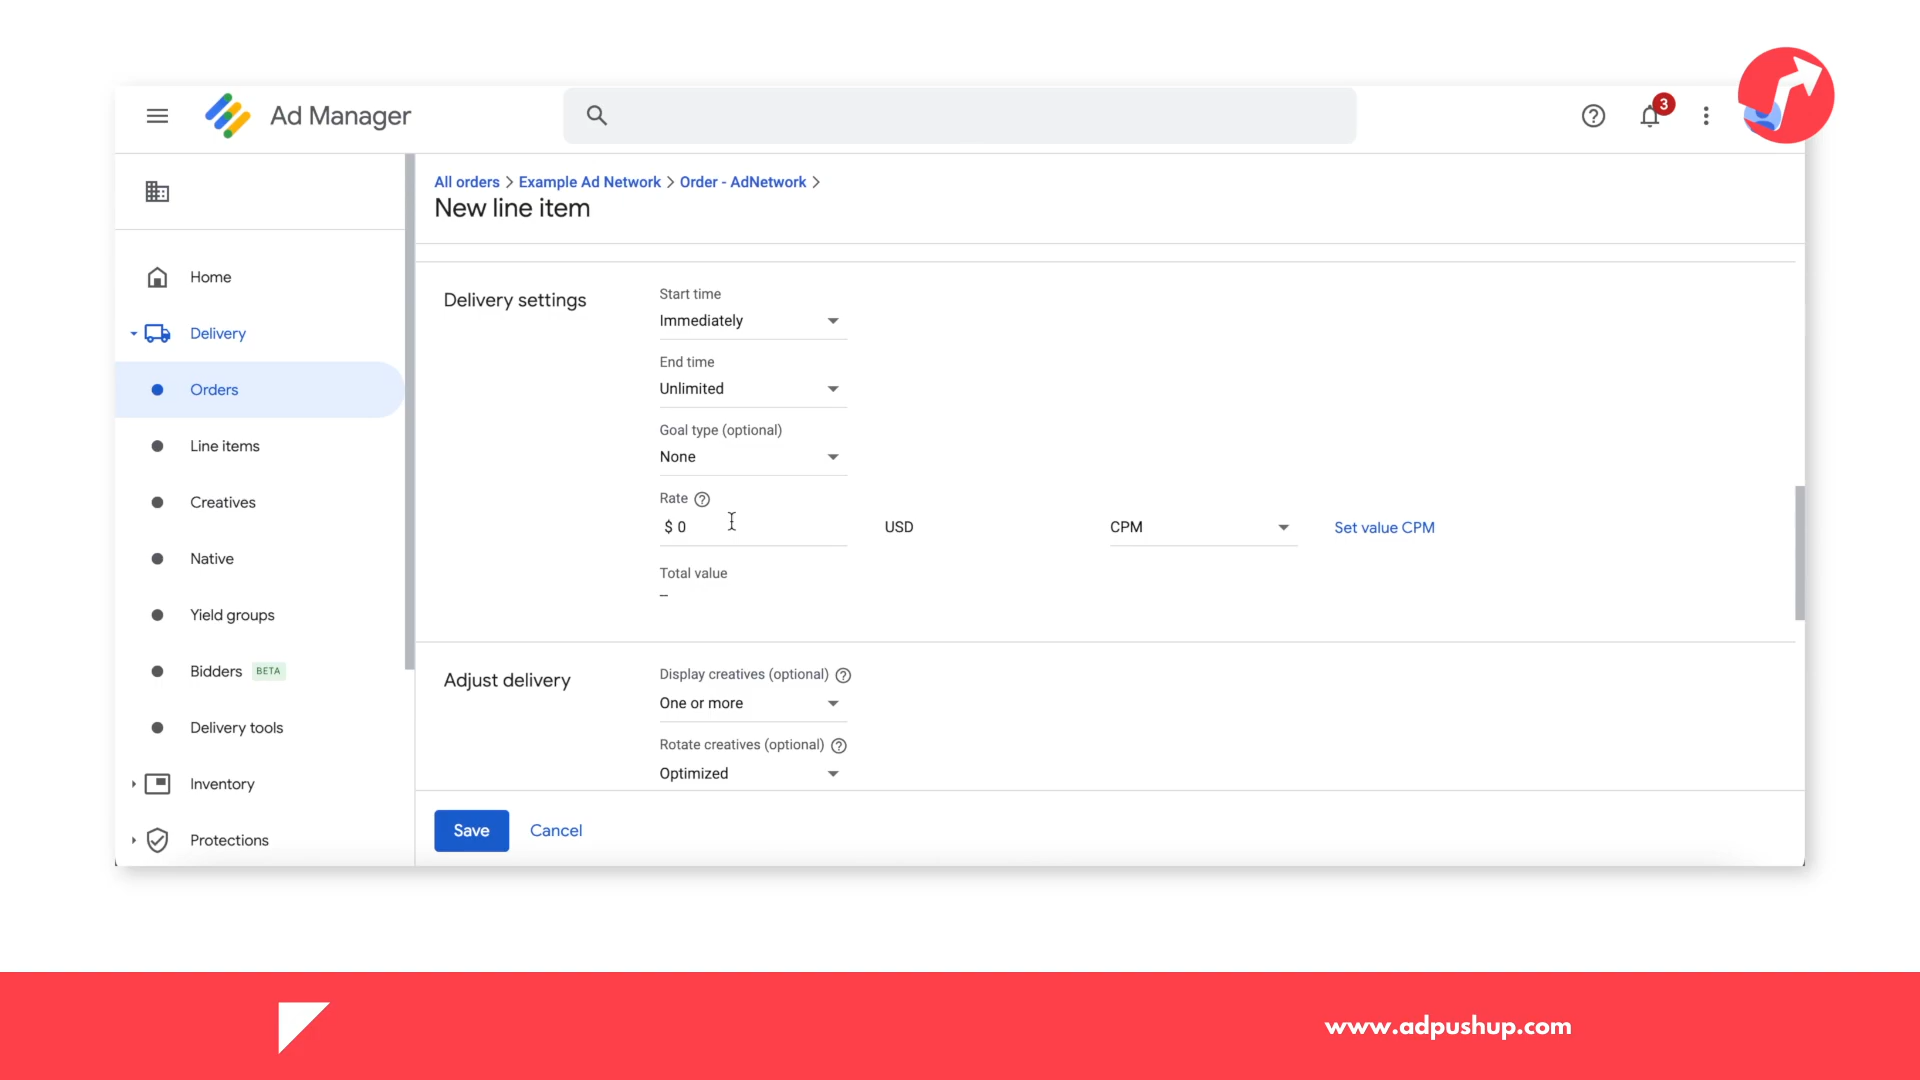 Ad Manager
3
All orders > Example Ad Network > Order - AdNetwork >
New line item
Home
Delivery
Orders
Line items
Creatives
Native
Yield groups
Bidders BETA
Delivery tools
Inventory
Protections
Delivery settings
Start time
Immediately
End time
Unlimited
Goal type (optional)
None
Rate
$ 0 USD CPM Set value CPM
Total value
–
Adjust delivery
Display creatives (optional)
One or more
Rotate creatives (optional)
Optimized
Save Cancel
www.adpushup.com